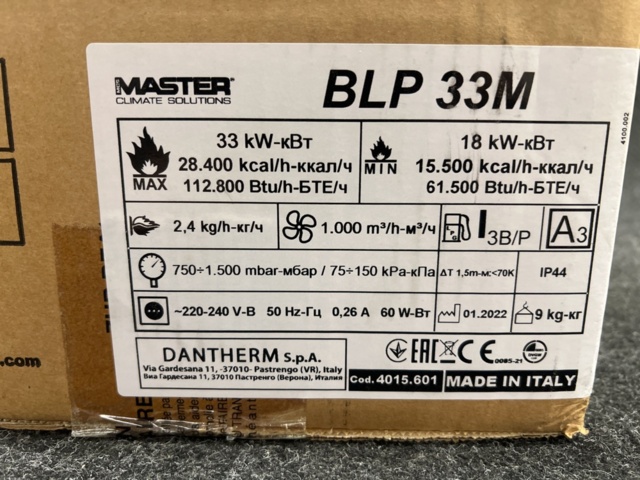 MASTER
CLIMATE SOLUTIONS
BLP 33M
4100.002
MAX
33 kW-кВт
28.400 kcal/h-ккал/ч
112.800 Btu/h-БТЕ/ч
MIN
18 kW-кВт
15.500 kcal/h-ккал/ч
61.500 Btu/h-БТЕ/ч
2,4 kg/h-кг/ч
1.000 m³/h-м³/ч
I3B/P
A3
750÷1.500 mbar-мбар / 75÷150 kPa-кПа
ΔT 1,5m-м:<70K
IP44
~220-240 V-В 50 Hz-Гц 0,26 A 60 W-Вт
01.2022
9 kg-кг
DANTHERM S.p.A.
Via Gardesana 11, -37010- Pastrengo (VR), Italy
Виа Гардесана 11, 37010 Пастренго (Верона), Италия
EAC
CE
0085-21
Cod. 4015.601
MADE IN ITALY
.com